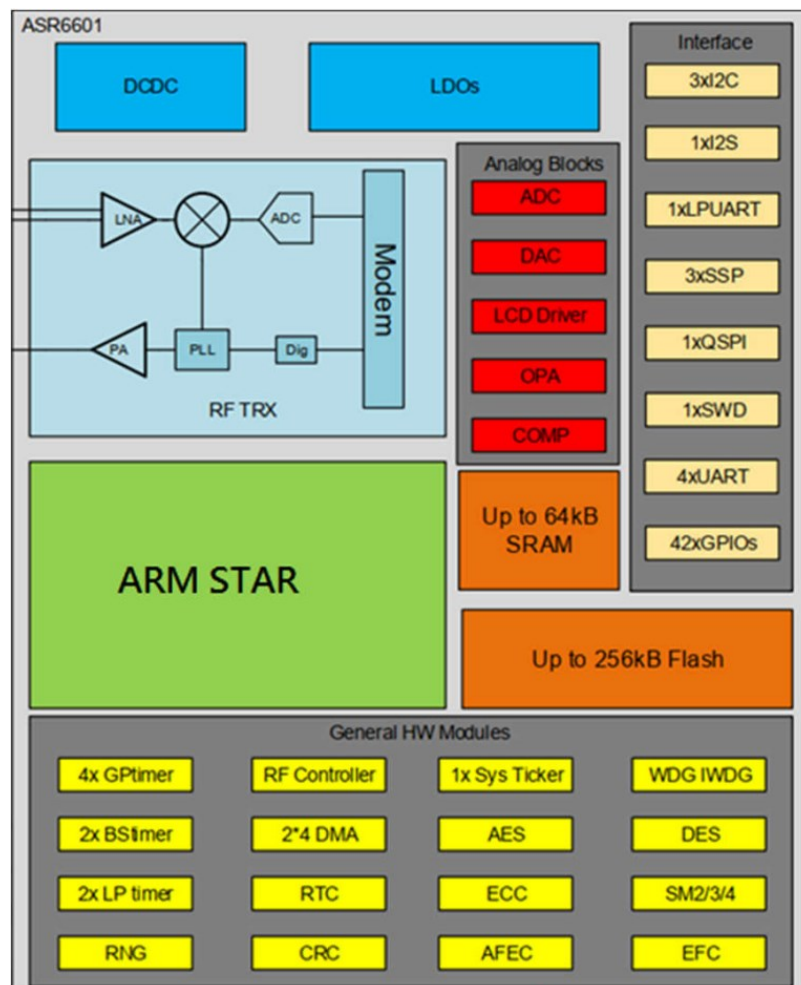 ASR6601
DCDC
LDOs
Interface
3xI2C
1xI2S
1xLPUART
3xSSP
1xQSPI
1xSWD
4xUART
42xGPIOs
LNA
ADC
Modem
PA
PLL
Dig
RF TRX
Analog Blocks
ADC
DAC
LCD Driver
OPA
COMP
ARM STAR
Up to 64kB
SRAM
Up to 256kB Flash
General HW Modules
4x GPtimer
RF Controller
1x Sys Ticker
WDG IWDG
2x BStimer
2*4 DMA
AES
DES
2x LP timer
RTC
ECC
SM2/3/4
RNG
CRC
AFEC
EFC